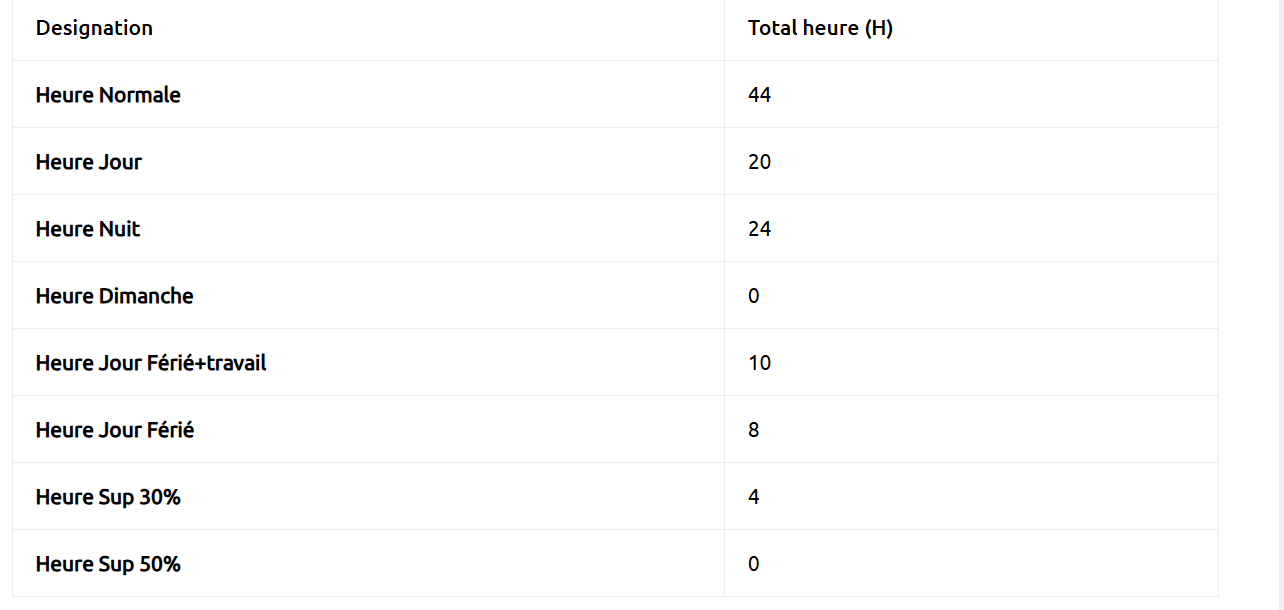 Designation Total heure (H)
Heure Normale 44
Heure Jour 20
Heure Nuit 24
Heure Dimanche 0
Heure Jour Férié+travail 10
Heure Jour Férié 8
Heure Sup 30% 4
Heure Sup 50% 0